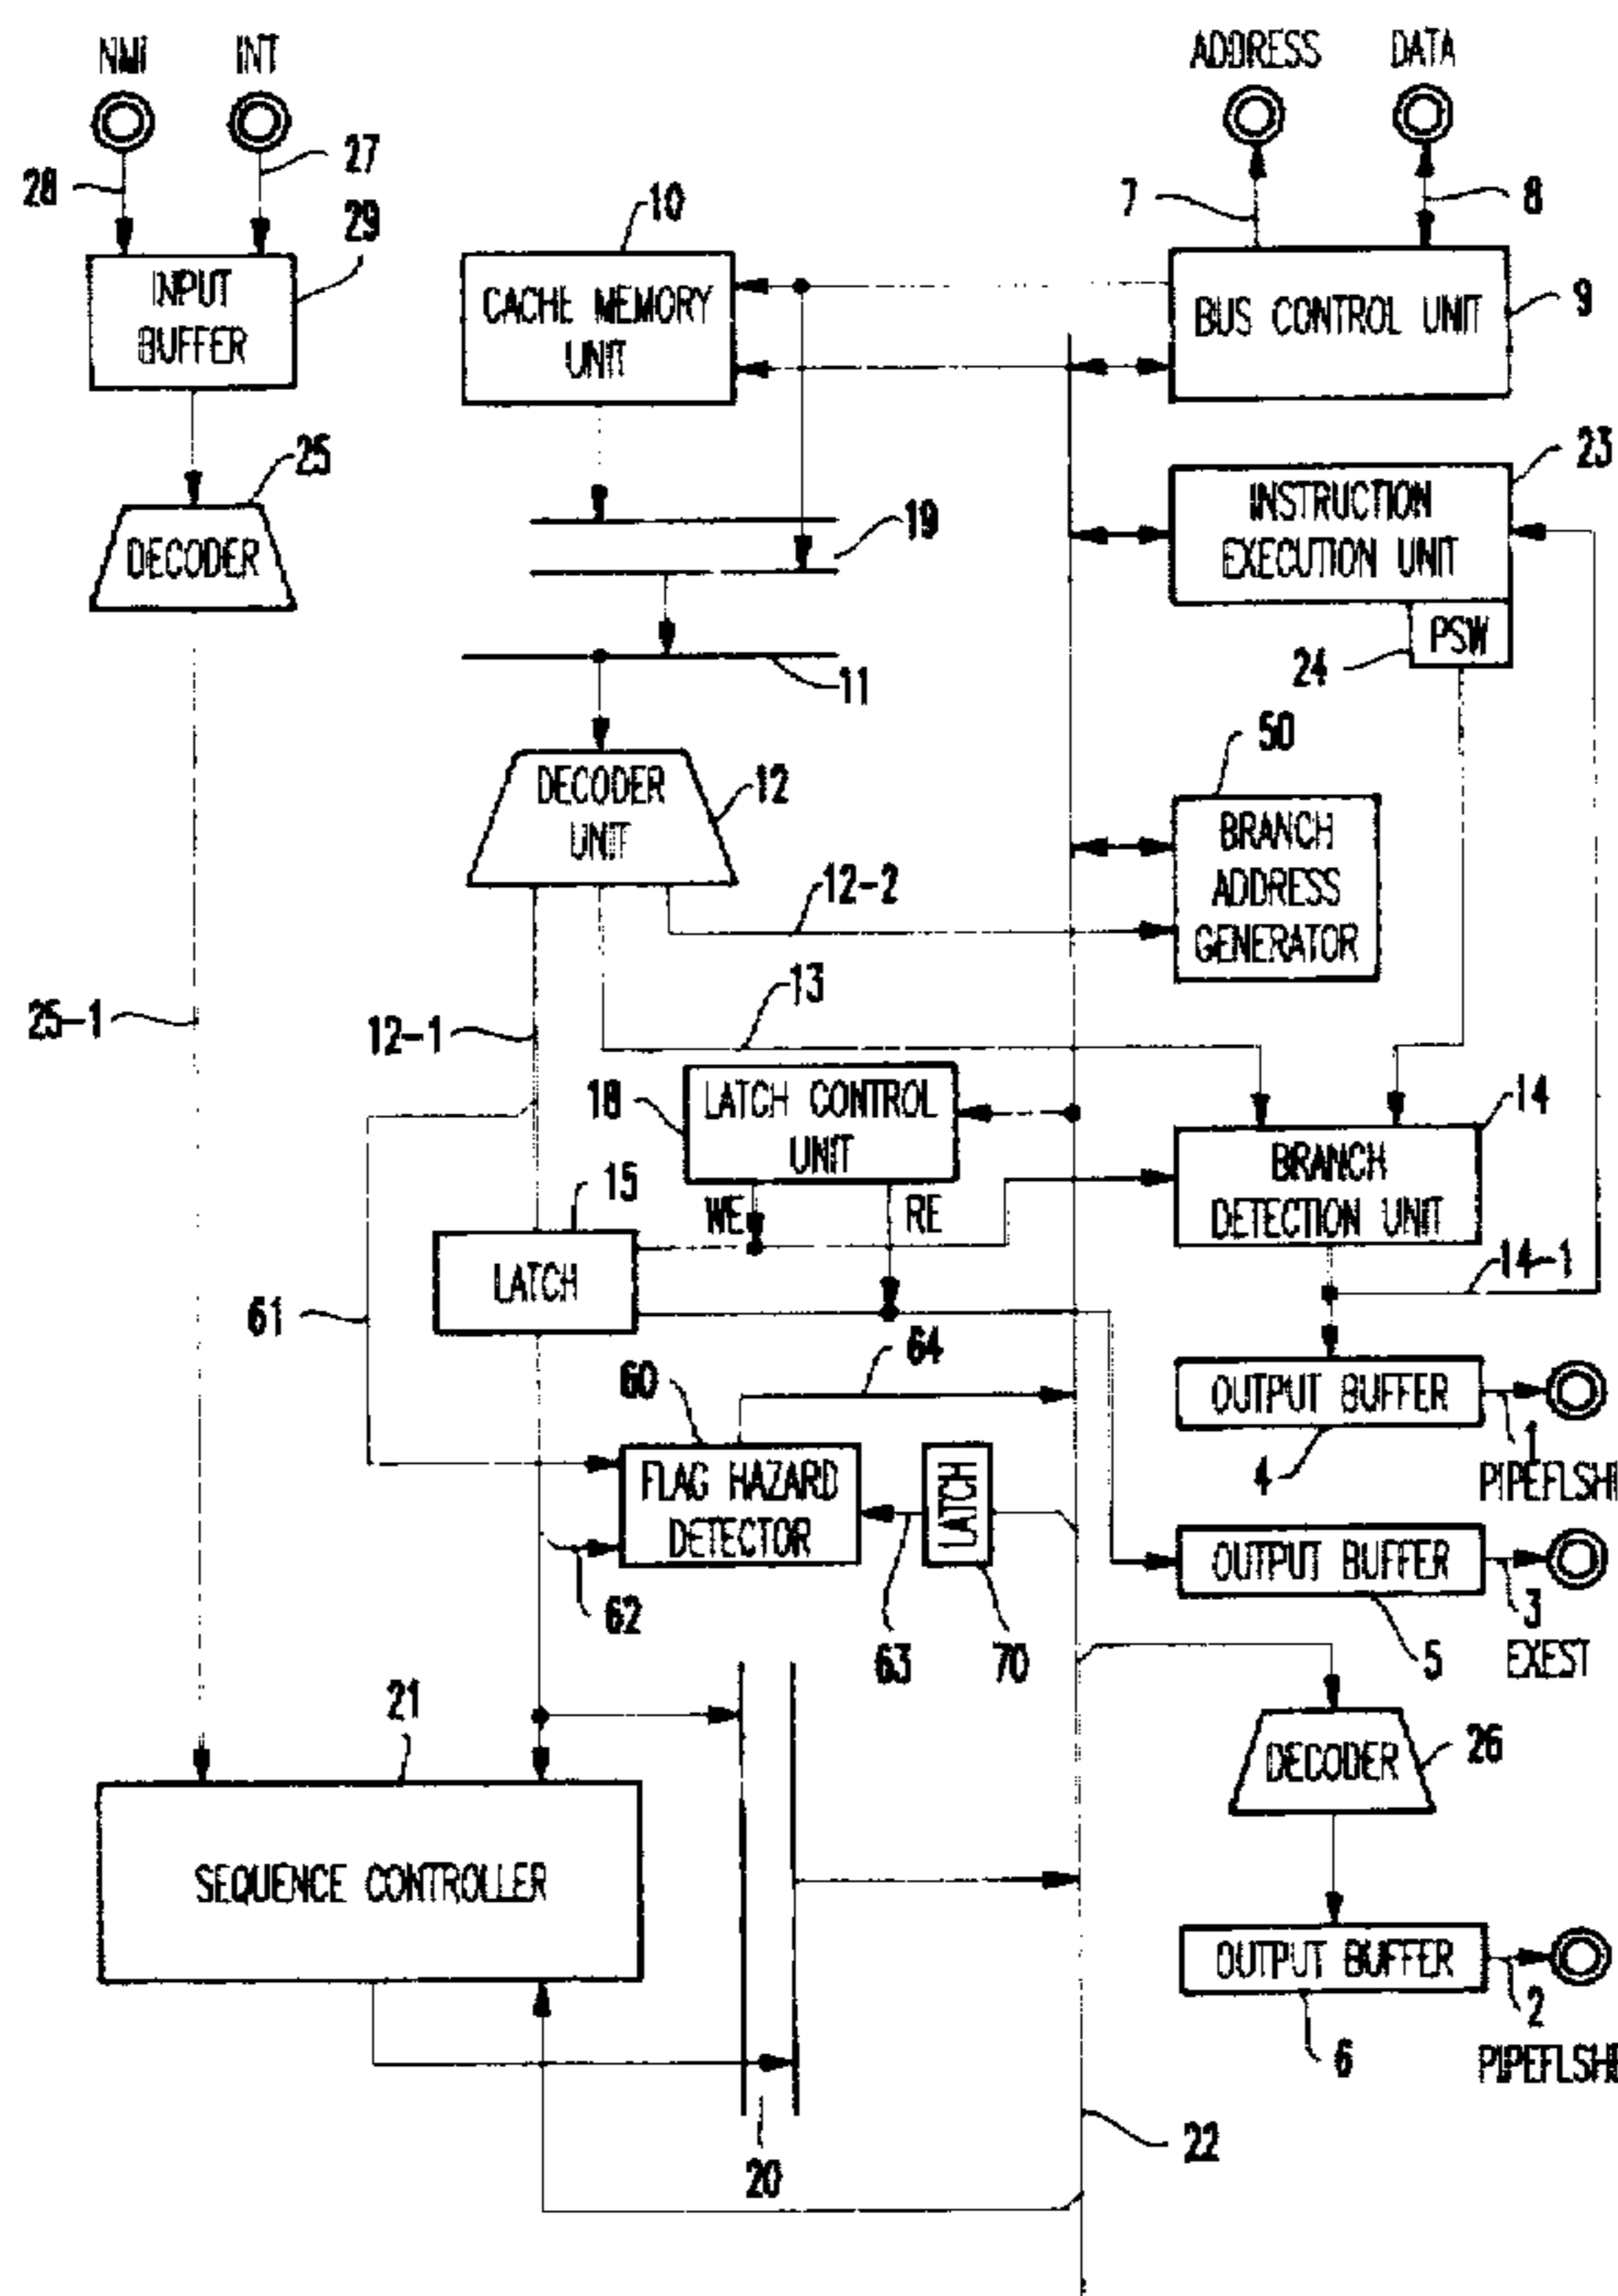 NMI INT
ADDRESS DATA
28
27
29
7
8
INPUT
BUFFER
10
CACHE MEMORY
UNIT
BUS CONTROL UNIT
9
25
DECODER
19
23
INSTRUCTION
EXECUTION UNIT
PSW
24
11
DECODER
UNIT
12
50
BRANCH
ADDRESS
GENERATOR
12-2
25-1
12-1
13
18
LATCH CONTROL
UNIT
14
BRANCH
DETECTION UNIT
15
WE
RE
LATCH
14-1
61
64
60
FLAG HAZARD
DETECTOR
LATCH
OUTPUT BUFFER
4
1
62
63
70
OUTPUT BUFFER
5
3
EXEST
21
DECODER
26
SEQUENCE CONTROLLER
OUTPUT BUFFER
6
2
20
22